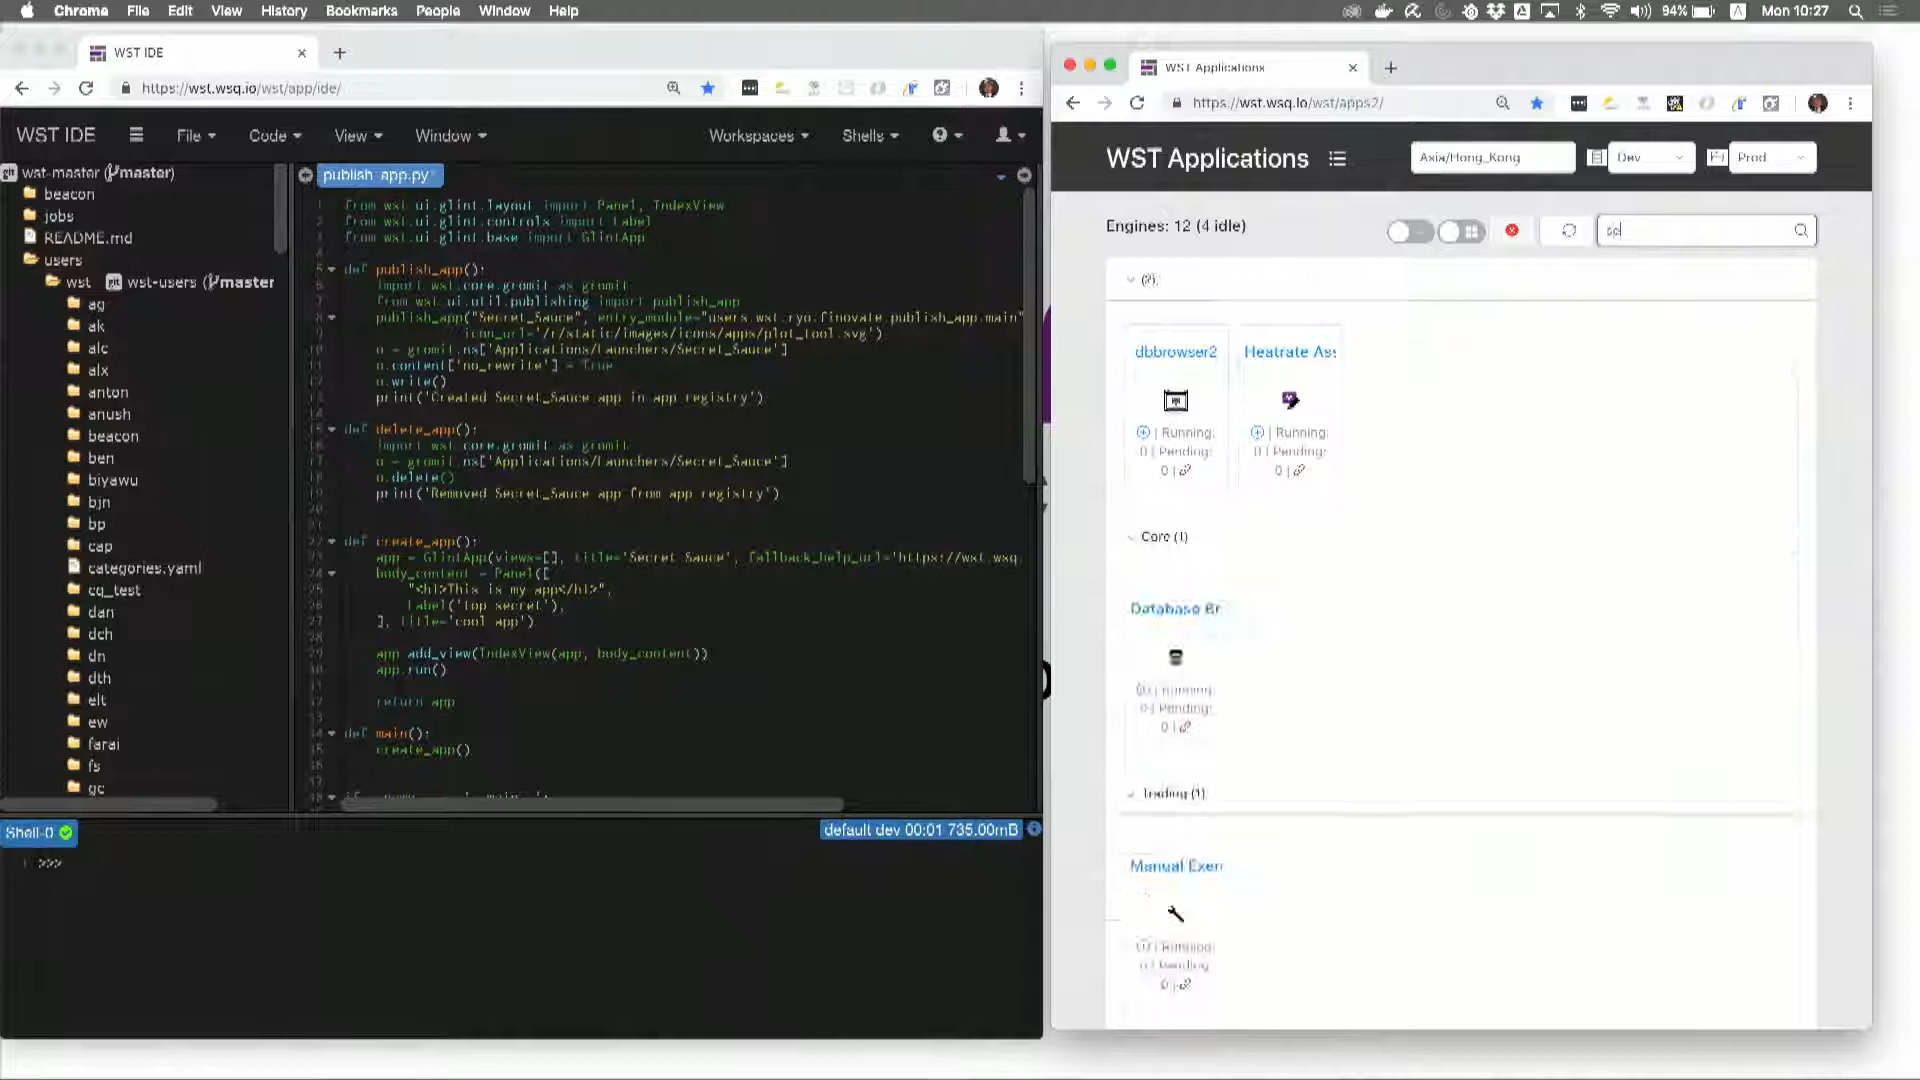 Chrome File Edit View History Bookmarks People Window Help
94% Mon 10:27
WST IDE
https://wst.wsq.io/wst/app/ide/
WST IDE File Code View Window Workspaces Shells
wst-master (master)
beacon
jobs
README.md
users
wst wst-users (master
ag
ak
alc
alx
anton
anush
beacon
ben
biyawu
bjn
bp
cap
categories.yaml
cq_test
dan
dch
dn
dth
elt
ew
farai
fs
gc
publish_app.py
from wst.ui.glint.layout import Panel, IndexView
from wst.ui.glint.controls import Label
from wst.ui.glint.base import GlintApp
def publish_app():
import wst.core.gromit as gromit
from wst.ui.util.publishing import publish_app
publish_app("Secret_Sauce", entry_module="users.wst.ryo.finovate.publish_app.main"
icon_url='/r/static/images/icons/apps/plot_tool.svg')
o = gromit.ns['Applications/Launchers/Secret_Sauce']
o.content['no_rewrite'] = True
o.write()
print('Created Secret_Sauce app in app registry')
def delete_app():
import wst.core.gromit as gromit
o = gromit.ns['Applications/Launchers/Secret_Sauce']
o.delete()
print('Removed Secret_Sauce app from app registry')
def create_app():
app = GlintApp(views=[], title='Secret Sauce', fallback_help_url='https://wst.wsq.
body_content = Panel([
"<h1>This is my app</h1>",
Label('top secret'),
], title='cool app')
app.add_view(IndexView(app, body_content))
app.run()
return app
def main():
create_app()
Shell-0
default dev 00:01 735.00mB
>>>
WST Applications
https://wst.wsq.io/wst/apps2/
WST Applications
Asia/Hong_Kong
Dev
Prod
Engines: 12 (4 idle)
(2)
dbbrowser2
| Running:
0 | Pending:
0 |
Heatrate Ass
| Running:
0 | Pending:
0 |
Core (1)
Database Br
| Running:
0 | Pending:
0 |
Trading (1)
Manual Exer
| Running:
0 | Pending:
0 |